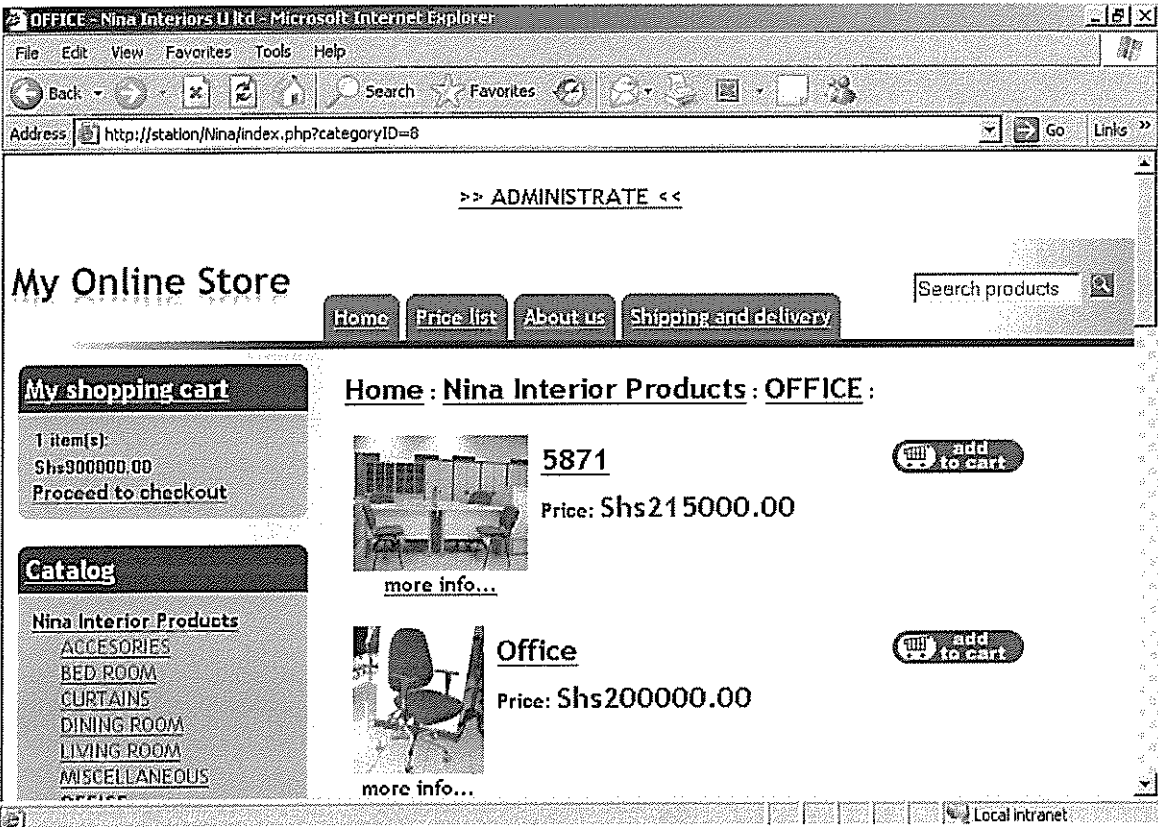 OFFICE - Nina Interiors U ltd - Microsoft Internet Explorer
File Edit View Favorites Tools Help
Back Search Favorites
Address http://station/Nina/index.php?categoryID=8 Go Links »
>> ADMINISTRATE <<
My Online Store
Search products
Home Price list About us Shipping and delivery
My shopping cart
1 item(s):
Shs900000.00
Proceed to checkout
Catalog
Nina Interior Products
ACCESORIES
BED ROOM
CURTAINS
DINING ROOM
LIVING ROOM
MISCELLANEOUS
OFFICE
Home : Nina Interior Products : OFFICE :
5871
add to cart
Price: Shs215000.00
more info...
Office
add to cart
Price: Shs200000.00
more info...
Local intranet